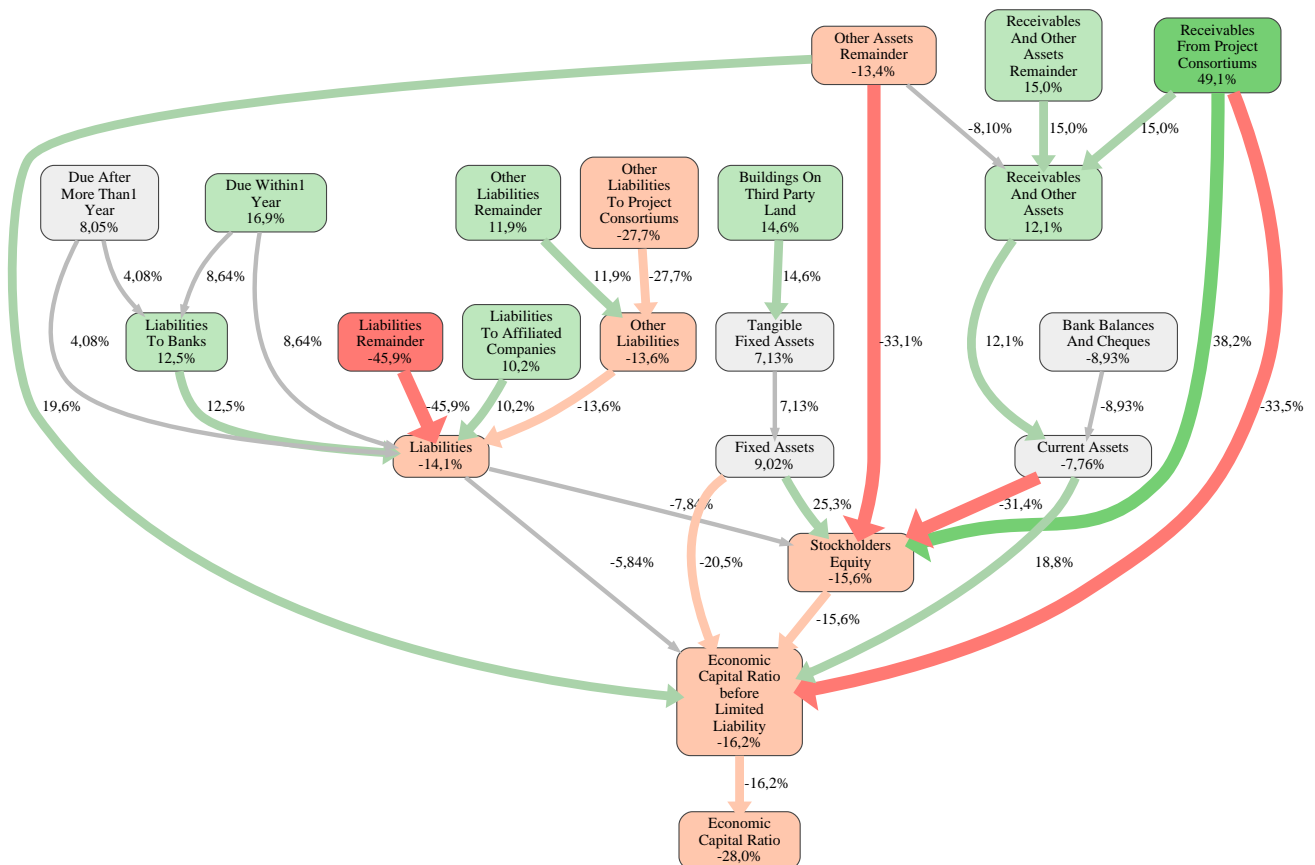 Other Assets
Remainder
-13,4%
Receivables
And Other
Assets
Remainder
15,0%
Receivables
From Project
Consortiums
49,1%
-8,10%
15,0%
15,0%
Due After
More Than1
Year
8,05%
Due Within1
Year
16,9%
Other
Liabilities
Remainder
11,9%
Other
Liabilities
To Project
Consortiums
-27,7%
Buildings On
Third Party
Land
14,6%
Receivables
And Other
Assets
12,1%
4,08%
8,64%
11,9%
-27,7%
14,6%
Liabilities
To Banks
12,5%
Liabilities
Remainder
-45,9%
Liabilities
To Affiliated
Companies
10,2%
Other
Liabilities
-13,6%
Tangible
Fixed Assets
7,13%
Bank Balances
And Cheques
-8,93%
4,08%
8,64%
-33,1%
12,1%
38,2%
19,6%
12,5%
-45,9%
10,2%
-13,6%
7,13%
-8,93%
-33,5%
Liabilities
-14,1%
Fixed Assets
9,02%
Current Assets
-7,76%
-7,84%
25,3%
-31,4%
Stockholders
Equity
-15,6%
-5,84%
-20,5%
18,8%
-15,6%
Economic
Capital Ratio
before
Limited
Liability
-16,2%
-16,2%
Economic
Capital Ratio
-28,0%